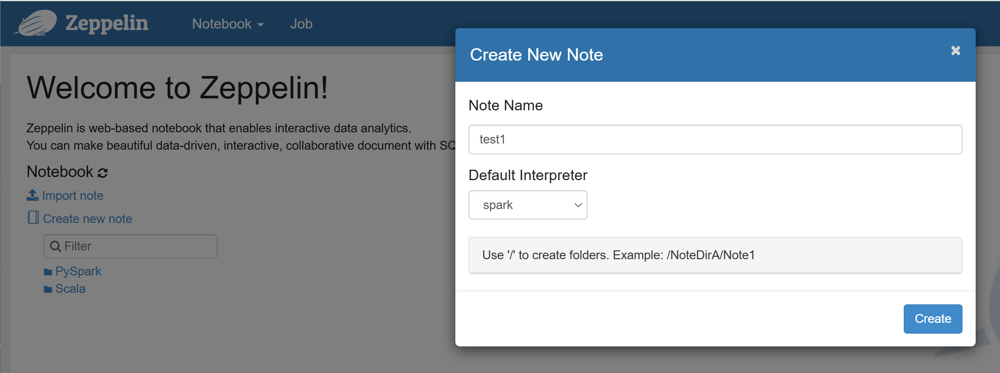 Zeppelin
Notebook
Job
Welcome to Zeppelin!
Zeppelin is web-based notebook that enables interactive data analytics.
You can make beautiful data-driven, interactive, collaborative document with SQ
Notebook
Import note
Create new note
Filter
PySpark
Scala
Create New Note
Note Name
test1
Default Interpreter
spark
Use '/' to create folders. Example: /NoteDirA/Note1
Create